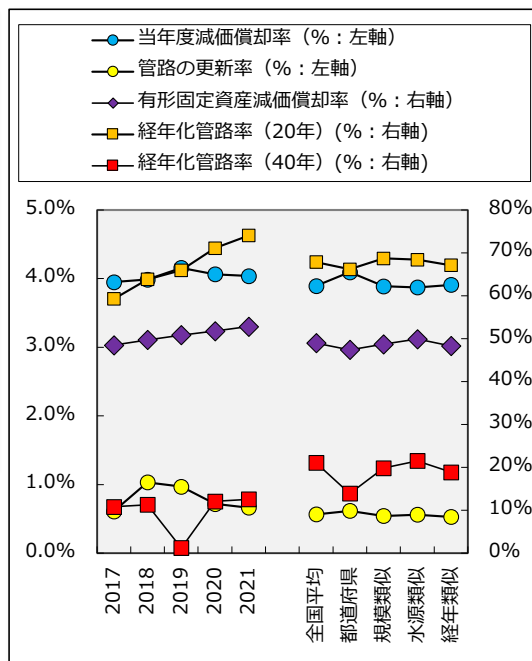 当年度減価償却率（%：左軸）
管路の更新率（%：左軸）
有形固定資産減価償却率（%：右軸）
経年化管路率（20年）(%：右軸)
経年化管路率（40年）(%：右軸)
5.0%
4.0%
3.0%
2.0%
1.0%
0.0%
80%
70%
60%
50%
40%
30%
20%
10%
0%
2017
2018
2019
2020
2021
全国平均
都道府県
規模類似
水源類似
経年類似